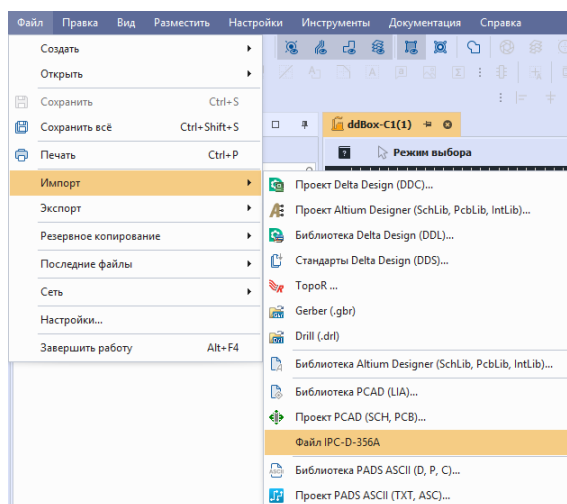 Файл Правка Вид Разместить Настройки Инструменты Документация Справка
Создать
Открыть
Сохранить Ctrl+S
Сохранить всё Ctrl+Shift+S
ddBox-C1(1)
Печать Ctrl+P
Режим выбора
Импорт
Экспорт
Резервное копирование
Последние файлы
Сеть
Настройки...
Завершить работу Alt+F4
Проект Delta Design (DDC)...
Проект Altium Designer (SchLib, PcbLib, IntLib)...
Библиотека Delta Design (DDL)...
Стандарты Delta Design (DDS)...
TopoR ...
Gerber (.gbr)
Drill (.drl)
Библиотека Altium Designer (SchLib, PcbLib, IntLib)...
Библиотека PCAD (LIA)...
Проект PCAD (SCH, PCB)...
Файл IPC-D-356A
Библиотека PADS ASCII (D, P, C)...
Проект PADS ASCII (TXT, ASC)...